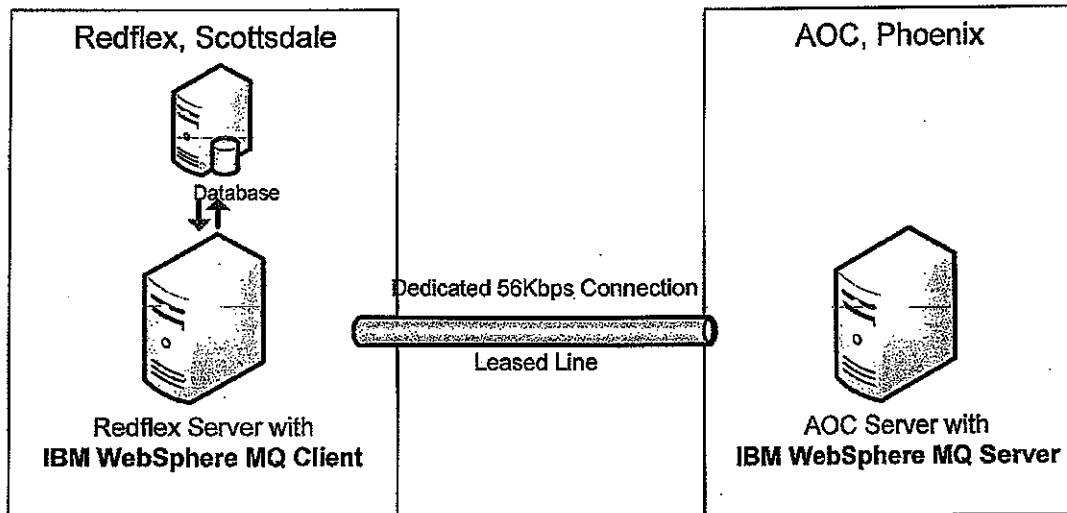 Redflex, Scottsdale
Database
Redflex Server with
IBM WebSphere MQ Client
Dedicated 56Kbps Connection
Leased Line
AOC, Phoenix
AOC Server with
IBM WebSphere MQ Server